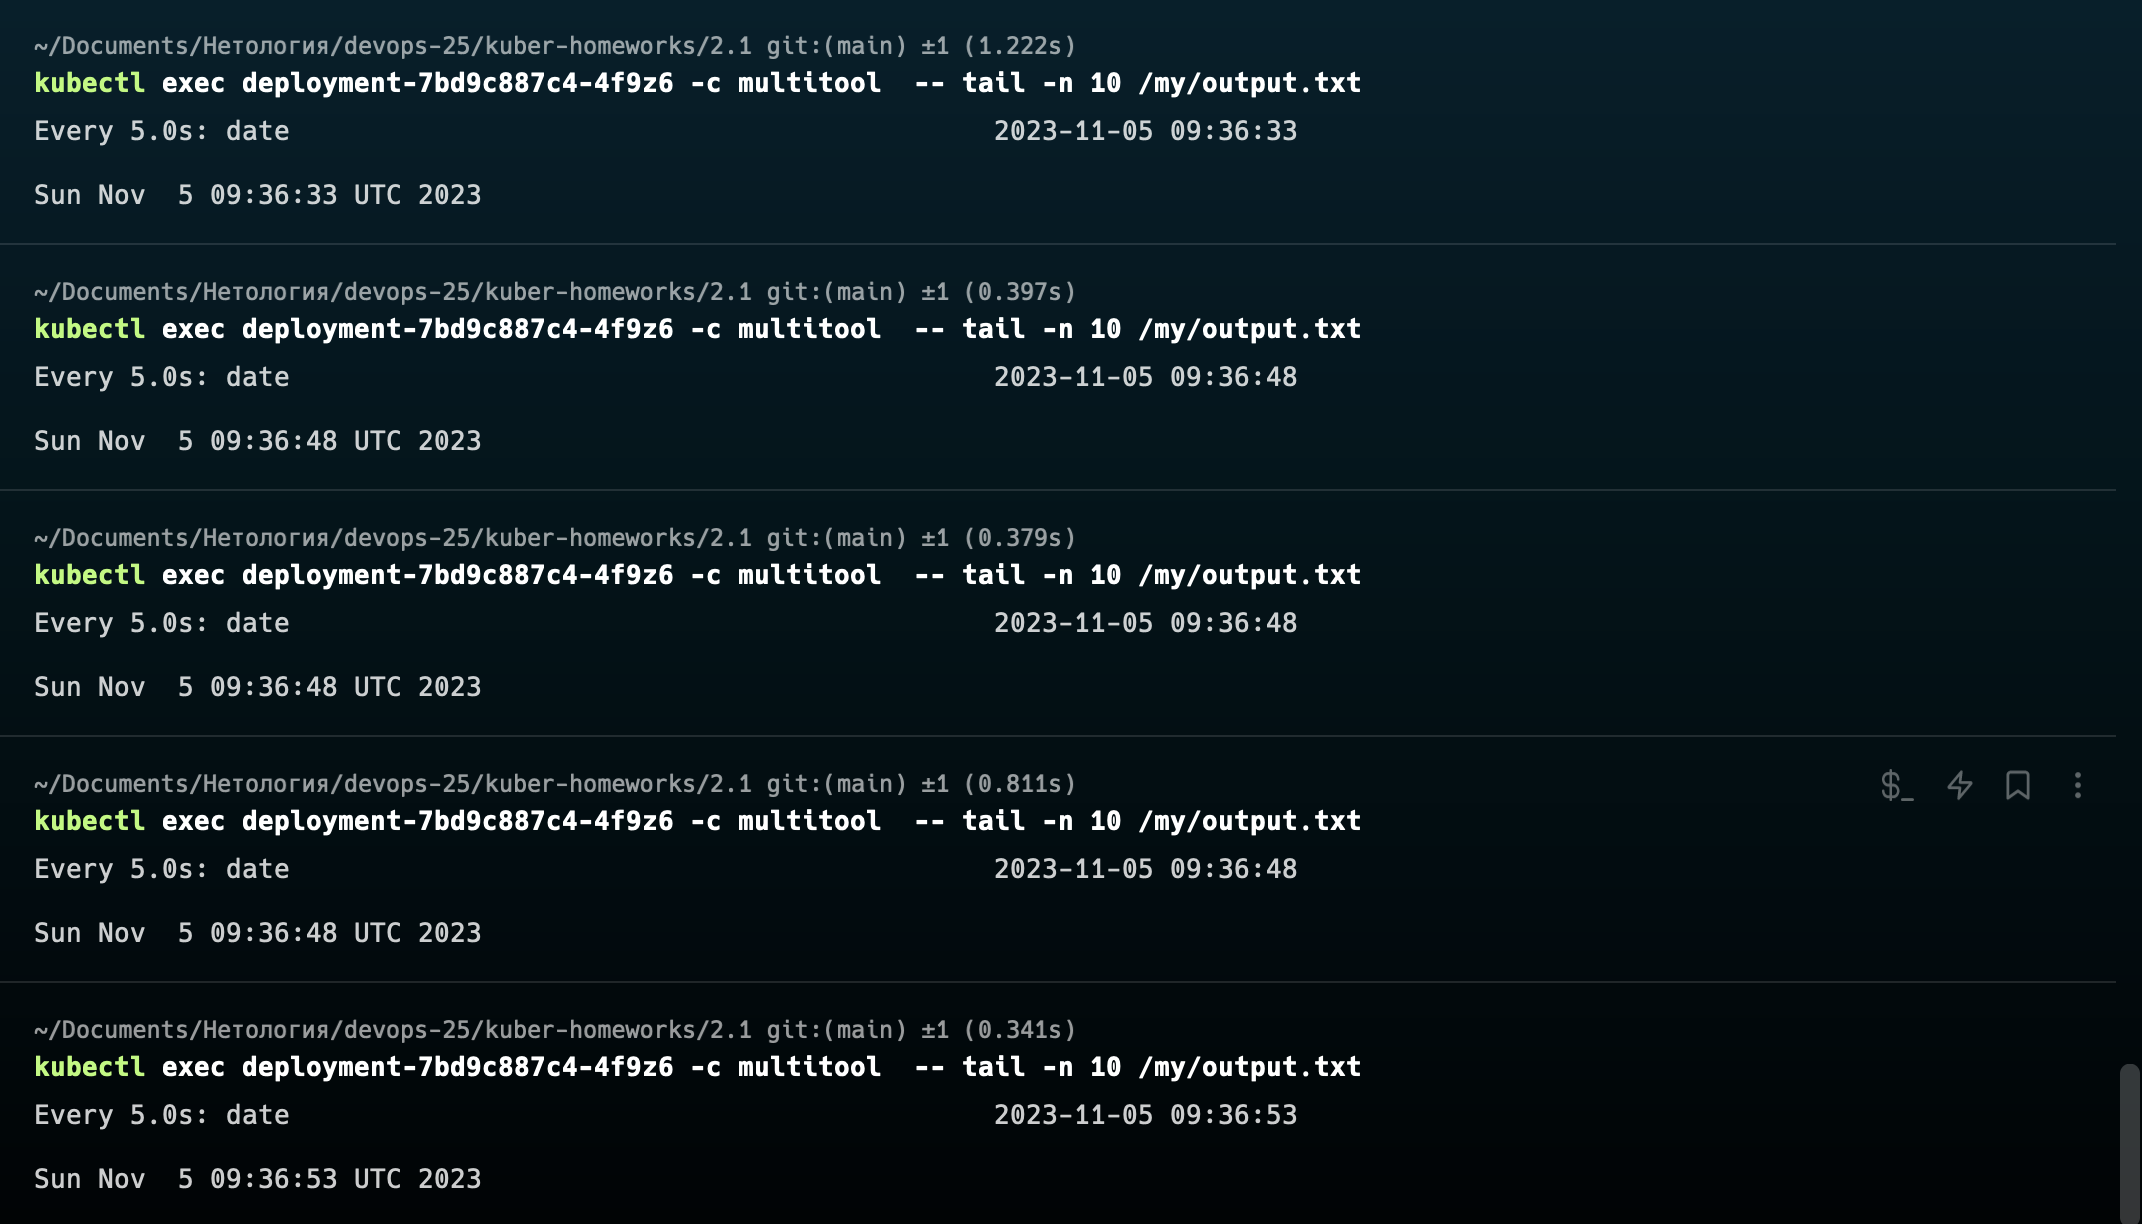 ~/Documents/Нетология/devops-25/kuber-homeworks/2.1 git:(main) ±1 (1.222s)
kubectl exec deployment-7bd9c887c4-4f9z6 -c multitool  -- tail -n 10 /my/output.txt
Every 5.0s: date                                            2023-11-05 09:36:33
Sun Nov  5 09:36:33 UTC 2023
~/Documents/Нетология/devops-25/kuber-homeworks/2.1 git:(main) ±1 (0.397s)
kubectl exec deployment-7bd9c887c4-4f9z6 -c multitool  -- tail -n 10 /my/output.txt
Every 5.0s: date                                            2023-11-05 09:36:48
Sun Nov  5 09:36:48 UTC 2023
~/Documents/Нетология/devops-25/kuber-homeworks/2.1 git:(main) ±1 (0.379s)
kubectl exec deployment-7bd9c887c4-4f9z6 -c multitool  -- tail -n 10 /my/output.txt
Every 5.0s: date                                            2023-11-05 09:36:48
Sun Nov  5 09:36:48 UTC 2023
~/Documents/Нетология/devops-25/kuber-homeworks/2.1 git:(main) ±1 (0.811s) $_
kubectl exec deployment-7bd9c887c4-4f9z6 -c multitool  -- tail -n 10 /my/output.txt
Every 5.0s: date                                            2023-11-05 09:36:48
Sun Nov  5 09:36:48 UTC 2023
~/Documents/Нетология/devops-25/kuber-homeworks/2.1 git:(main) ±1 (0.341s)
kubectl exec deployment-7bd9c887c4-4f9z6 -c multitool  -- tail -n 10 /my/output.txt
Every 5.0s: date                                            2023-11-05 09:36:53
Sun Nov  5 09:36:53 UTC 2023